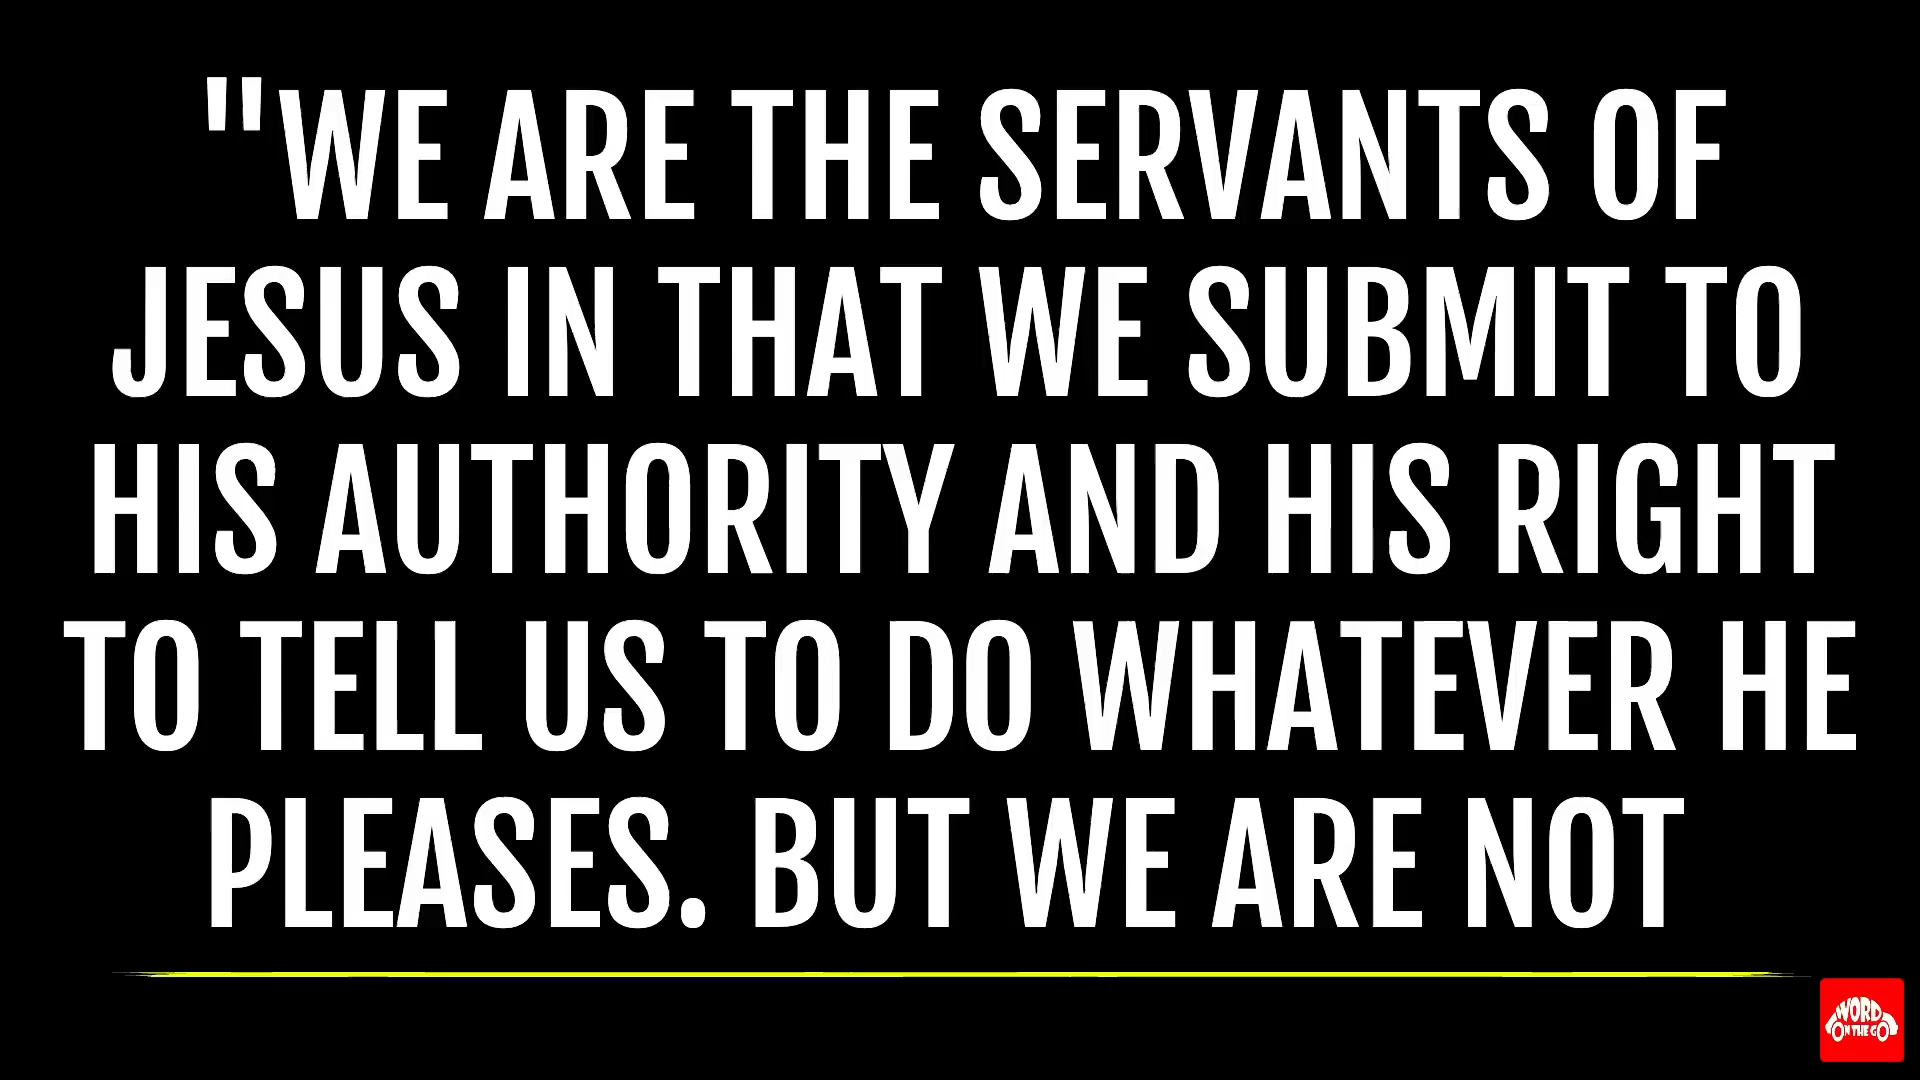 "WE ARE THE SERVANTS OF
JESUS IN THAT WE SUBMIT TO
HIS AUTHORITY AND HIS RIGHT
TO TELL US TO DO WHATEVER HE
PLEASES. BUT WE ARE NOT
WORD
ON THE GO